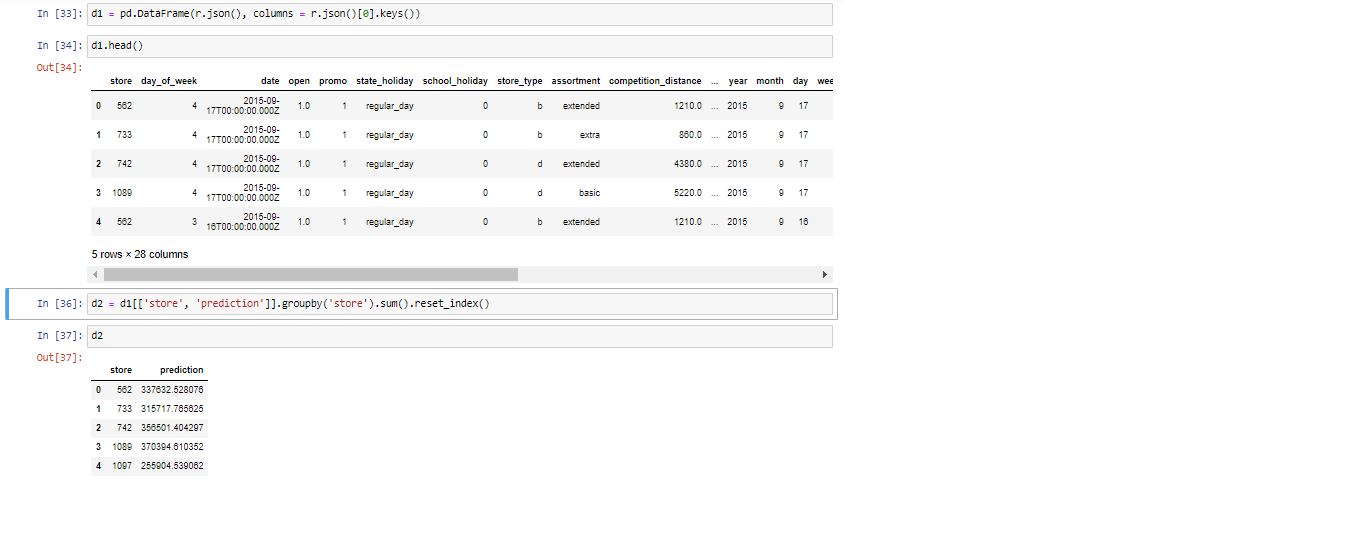 In [33]: d1 = pd.DataFrame(r.json(), columns = r.json()[0].keys())
In [34]: d1.head()
Out[34]:
store day_of_week date open promo state_holiday school_holiday store_type assortment competition_distance ... year month day wee
0 562 4 2015-09-17T00:00:00.000Z 1.0 1 regular_day 0 b extended 1210.0 ... 2015 9 17
1 733 4 2015-09-17T00:00:00.000Z 1.0 1 regular_day 0 b extra 860.0 ... 2015 9 17
2 742 4 2015-09-17T00:00:00.000Z 1.0 1 regular_day 0 d extended 4380.0 ... 2015 9 17
3 1089 4 2015-09-17T00:00:00.000Z 1.0 1 regular_day 0 d basic 5220.0 ... 2015 9 17
4 562 3 2015-09-16T00:00:00.000Z 1.0 1 regular_day 0 b extended 1210.0 ... 2015 9 16
5 rows × 28 columns
In [36]: d2 = d1[['store', 'prediction']].groupby('store').sum().reset_index()
In [37]: d2
Out[37]:
store prediction
0 562 337632.528076
1 733 315717.765625
2 742 356501.404297
3 1089 370394.610352
4 1097 255904.539062